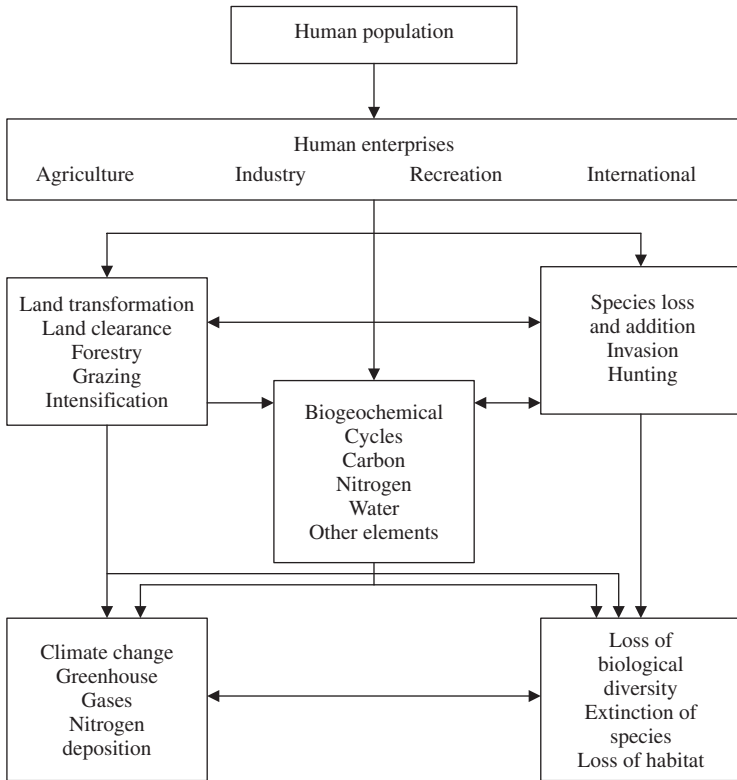 Human population
Human enterprises
Agriculture Industry Recreation International
Land transformation
Land clearance
Forestry
Grazing
Intensification
Species loss
and addition
Invasion
Hunting
Biogeochemical
Cycles
Carbon
Nitrogen
Water
Other elements
Climate change
Greenhouse
Gases
Nitrogen
deposition
Loss of
biological
diversity
Extinction of
species
Loss of habitat